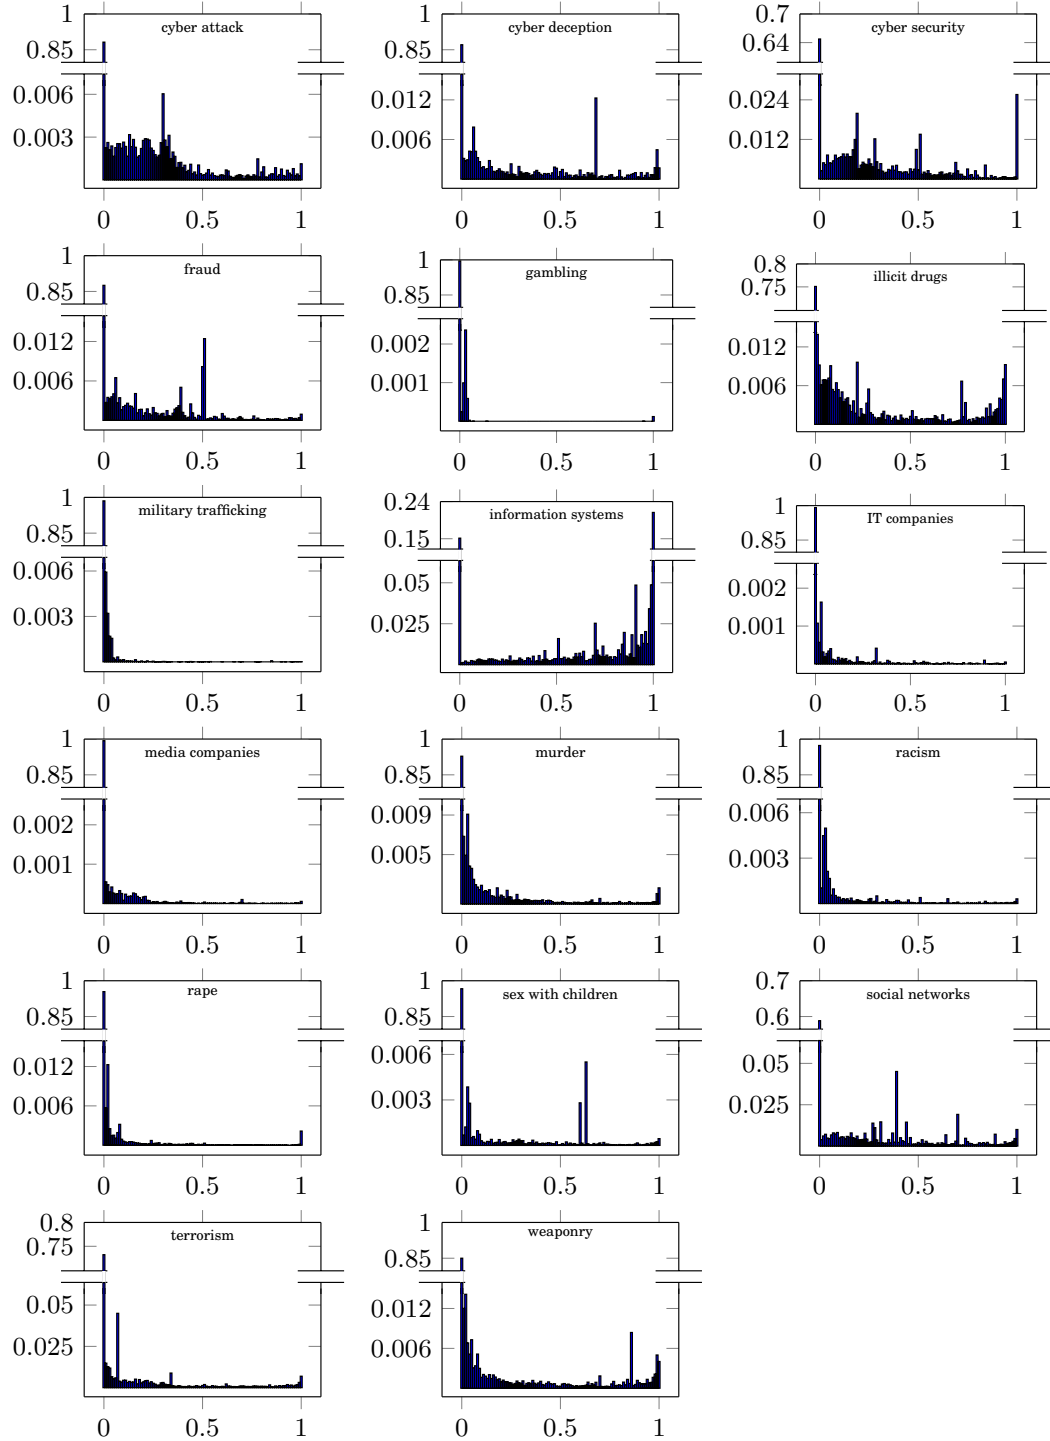 1 1 0.7
cyber attack cyber deception cyber security
0.85 0.85 0.64
0.006 0.012 0.024
0.003 0.006 0.012
0 0.5 1 0 0.5 1 0 0.5 1
1 1 0.8
fraud gambling illicit drugs
0.85 0.85 0.75
0.012 0.002 0.012
0.006 0.001 0.006
0 0.5 1 0 0.5 1 0 0.5 1
1 0.24 1
military trafficking information systems IT companies
0.85 0.15 0.85
0.006 0.05 0.002
0.003 0.025 0.001
0 0.5 1 0 0.5 1 0 0.5 1
1 1 1
media companies murder racism
0.85 0.85 0.85
0.002 0.009 0.006
0.001 0.005 0.003
0 0.5 1 0 0.5 1 0 0.5 1
1 1 0.7
rape sex with children social networks
0.85 0.85 0.6
0.012 0.006 0.05
0.006 0.003 0.025
0 0.5 1 0 0.5 1 0 0.5 1
0.8 1
terrorism weaponry
0.75 0.85
0.05 0.012
0.025 0.006
0 0.5 1 0 0.5 1